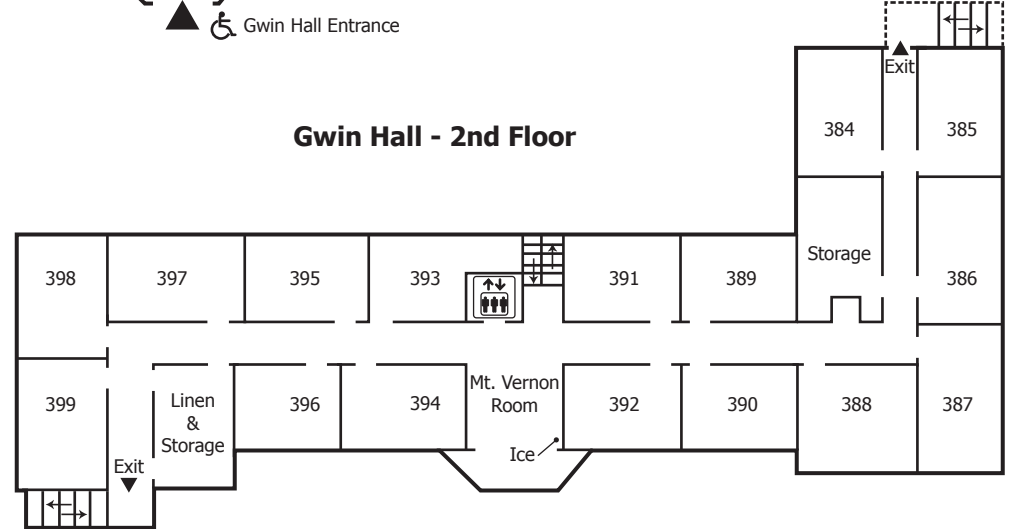 Gwin Hall Entrance
Exit
Gwin Hall - 2nd Floor
384
385
398
397
395
393
391
389
Storage
386
399
Linen
&
Storage
396
394
Mt. Vernon
Room
392
390
388
387
Ice
Exit